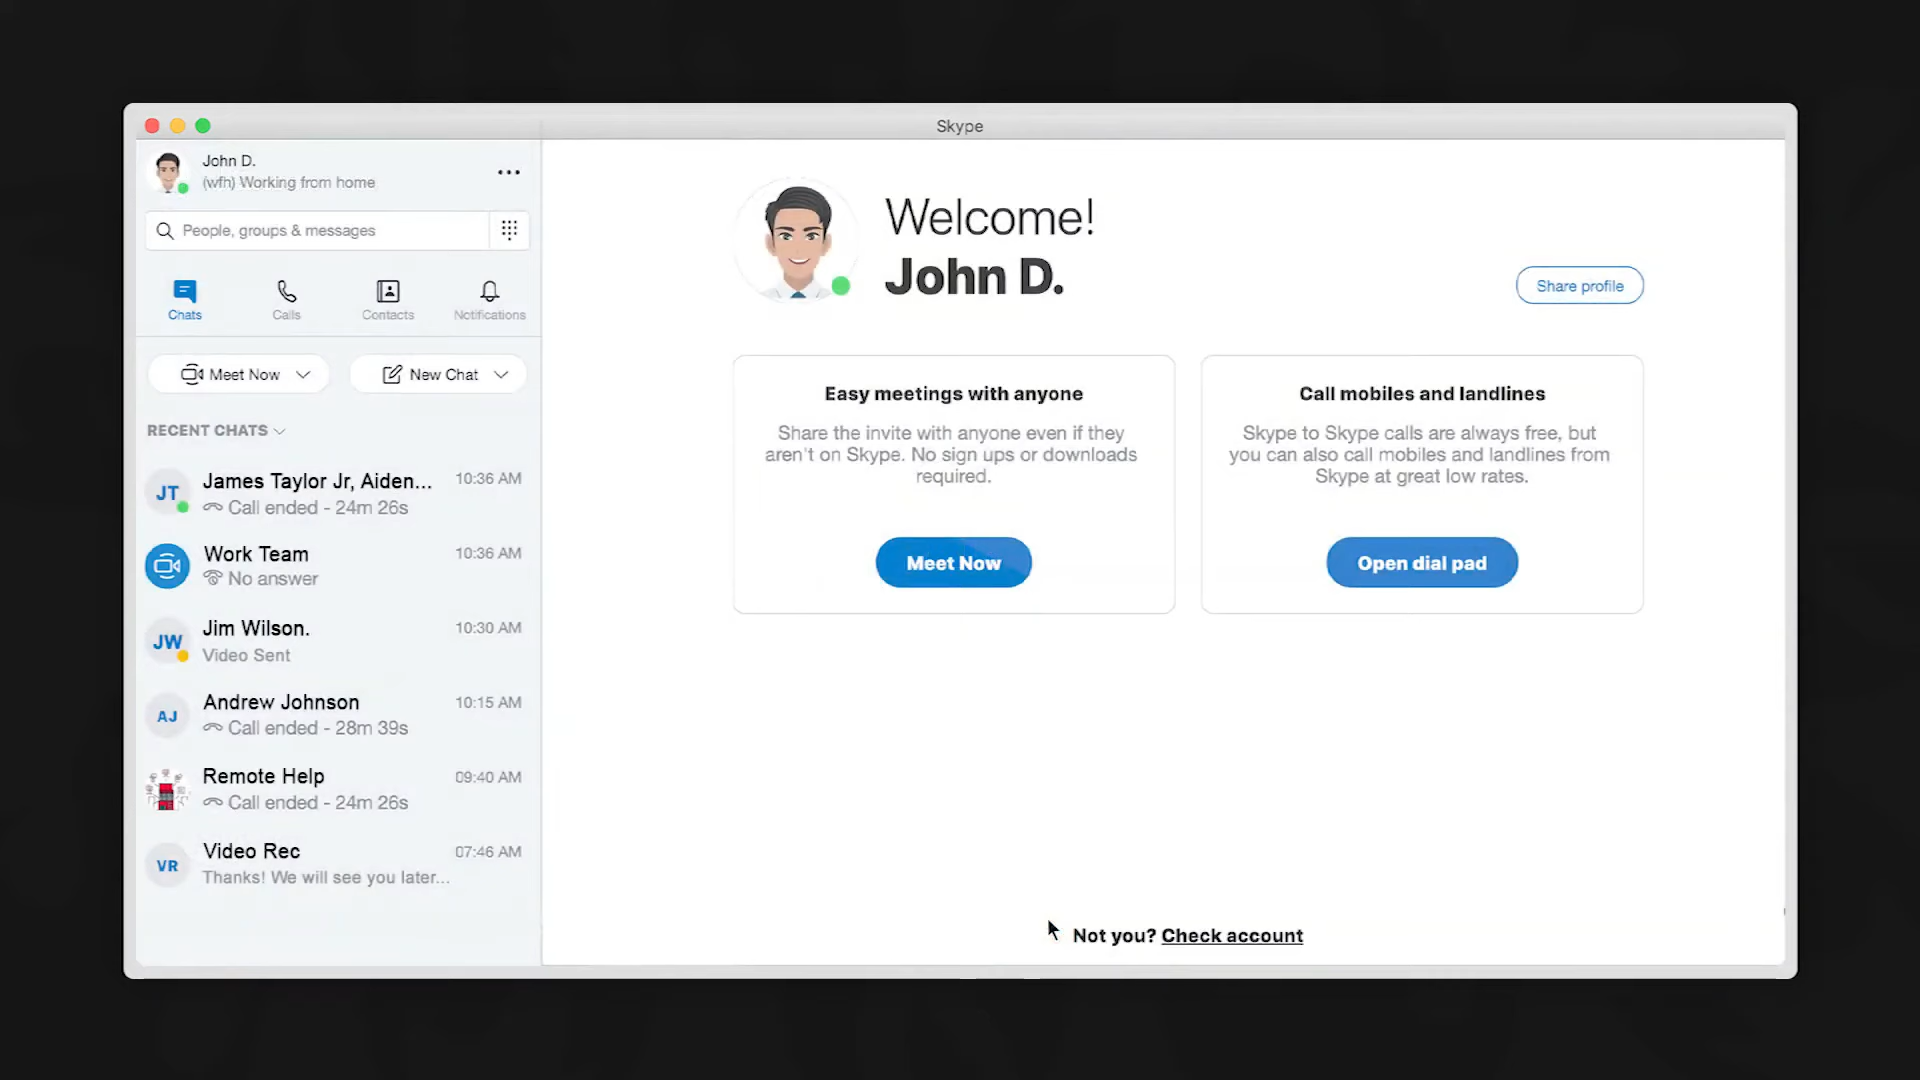 Skype
John D.
(wfh) Working from home
People, groups & messages
Chats
Calls
Contacts
Notifications
Meet Now
New Chat
RECENT CHATS
JT
James Taylor Jr, Aiden...
10:36 AM
Call ended - 24m 26s
Work Team
10:36 AM
No answer
JW
Jim Wilson.
10:30 AM
Video Sent
AJ
Andrew Johnson
10:15 AM
Call ended - 28m 39s
Remote Help
09:40 AM
Call ended - 24m 26s
VR
Video Rec
07:46 AM
Thanks! We will see you later...
Welcome!
John D.
Share profile
Easy meetings with anyone
Share the invite with anyone even if they
aren't on Skype. No sign ups or downloads
required.
Meet Now
Call mobiles and landlines
Skype to Skype calls are always free, but
you can also call mobiles and landlines from
Skype at great low rates.
Open dial pad
Not you? Check account